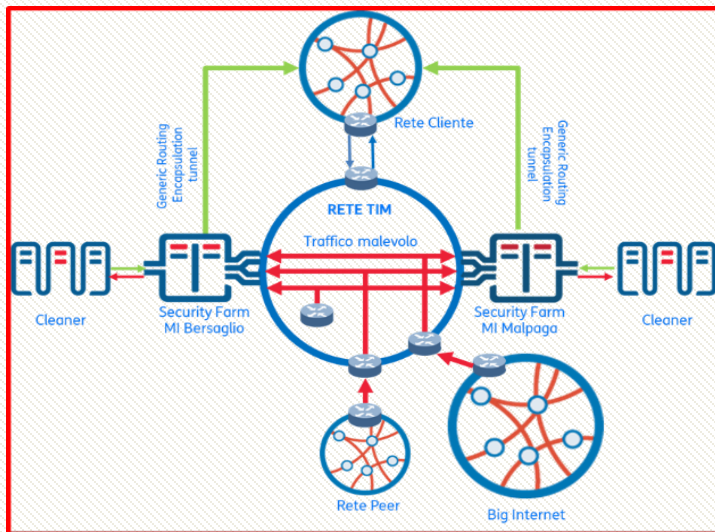 Rete Cliente
Generic Routing
Encapsulation
tunnel
Generic Routing
Encapsulation
tunnel
RETE TIM
Traffico malevolo
Cleaner
Security Farm
MI Bersaglio
Security Farm
MI Malpaga
Cleaner
Rete Peer
Big Internet